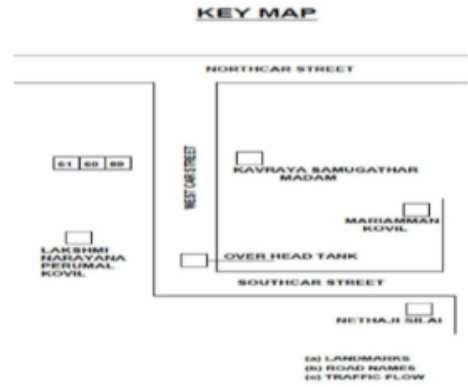 KEY MAP
NORTHCAR STREET
WEST CAR STREET
61 60 89
KAVRAYA SAMUGATHAR
MADAM
MARIAMMAN
KOVIL
LAKSHMI
NARAYANA
PERUMAL
KOVIL
OVER HEAD TANK
SOUTHCAR STREET
NETHAJI SILAI
(a) LANDMARKS
(b) ROAD NAMES
(c) TRAFFIC FLOW